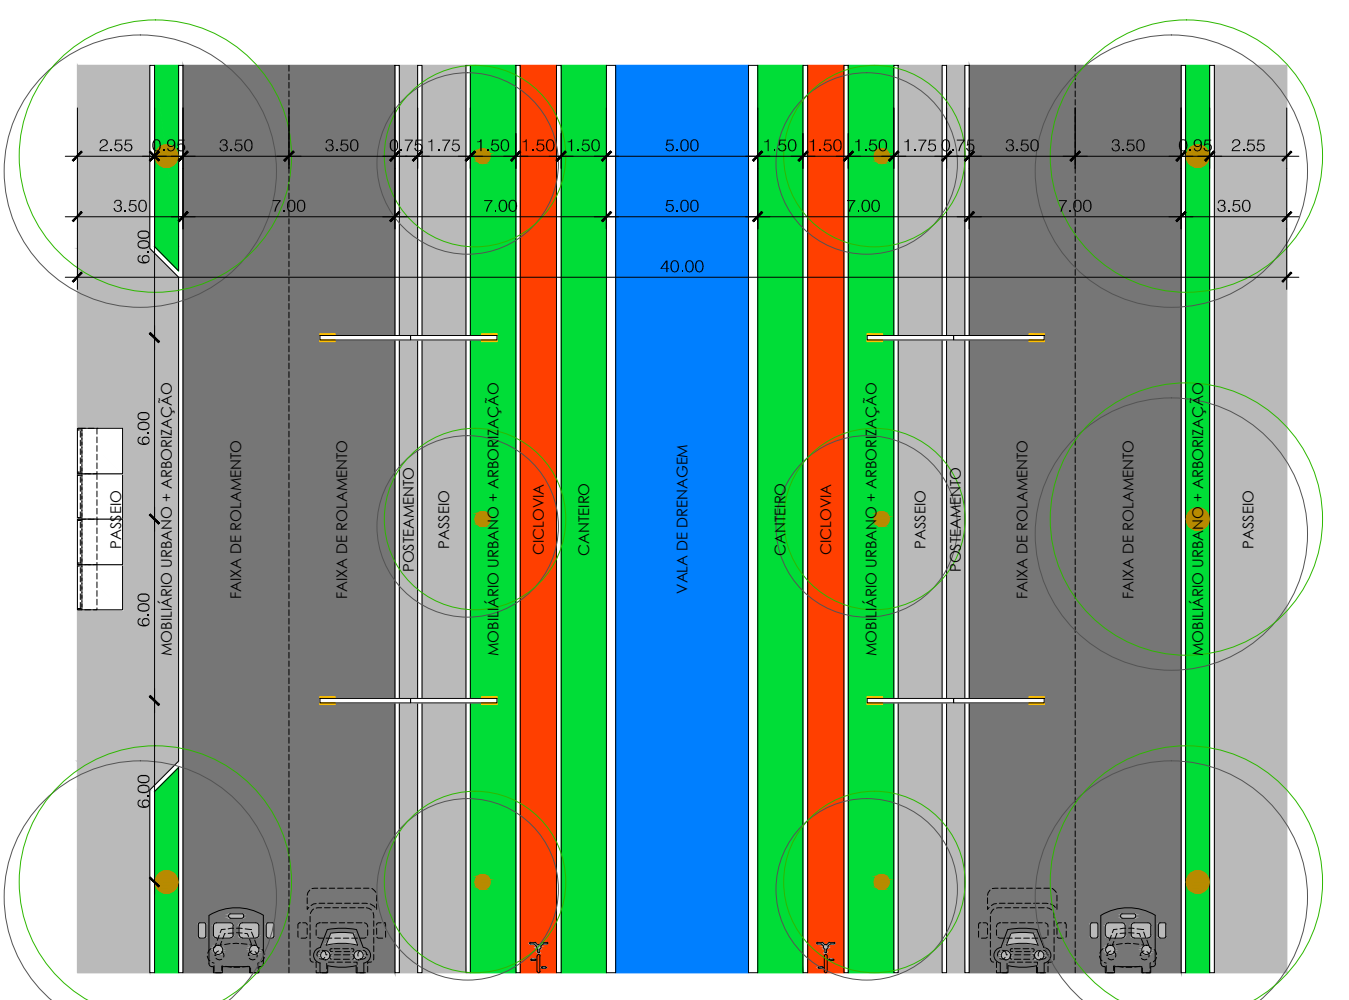 2.55 0.95 3.50 3.50 0.75 1.75 1.50 1.50 1.50 5.00 1.50 1.50 1.50 1.75 0.75 3.50 3.50 0.95 2.55
3.50 7.00 7.00 5.00 7.00 7.00 3.50
40.00
6.00
6.00
6.00
6.00
PASSEIO
MOBILIÁRIO URBANO + ARBORIZAÇÃO
FAIXA DE ROLAMENTO
FAIXA DE ROLAMENTO
POSTEAMENTO
PASSEIO
MOBILIÁRIO URBANO + ARBORIZAÇÃO
CICLOVIA
CANTEIRO
VALA DE DRENAGEM
CANTEIRO
CICLOVIA
MOBILIÁRIO URBANO + ARBORIZAÇÃO
PASSEIO
POSTEAMENTO
FAIXA DE ROLAMENTO
FAIXA DE ROLAMENTO
MOBILIÁRIO URBANO + ARBORIZAÇÃO
PASSEIO